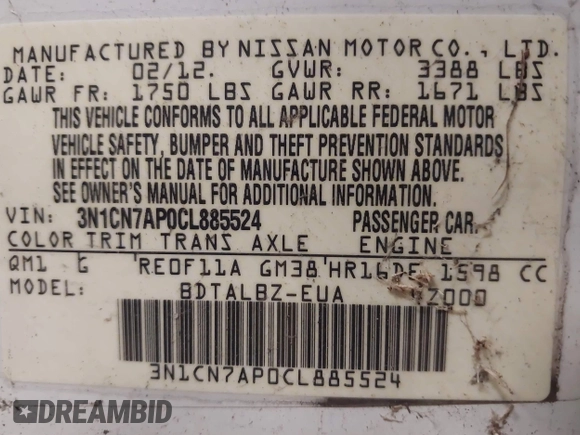 MANUFACTURED BY NISSAN MOTOR CO., LTD.
DATE: 02/12. GVWR: 3388 LBS
GAWR FR: 1750 LBS GAWR RR: 1671 LBS
THIS VEHICLE CONFORMS TO ALL APPLICABLE FEDERAL MOTOR
VEHICLE SAFETY, BUMPER AND THEFT PREVENTION STANDARDS
IN EFFECT ON THE DATE OF MANUFACTURE SHOWN ABOVE.
SEE OWNER'S MANUAL FOR ADDITIONAL INFORMATION.
VIN: 3N1CN7AP0CL885524 PASSENGER CAR.
COLOR TRIM TRANS AXLE ENGINE
QM1 G RE0F11A GM38 HR16DE 1598 CC
MODEL: BDTALBZ-EUA
3N1CN7AP0CL885524
DREAMBID